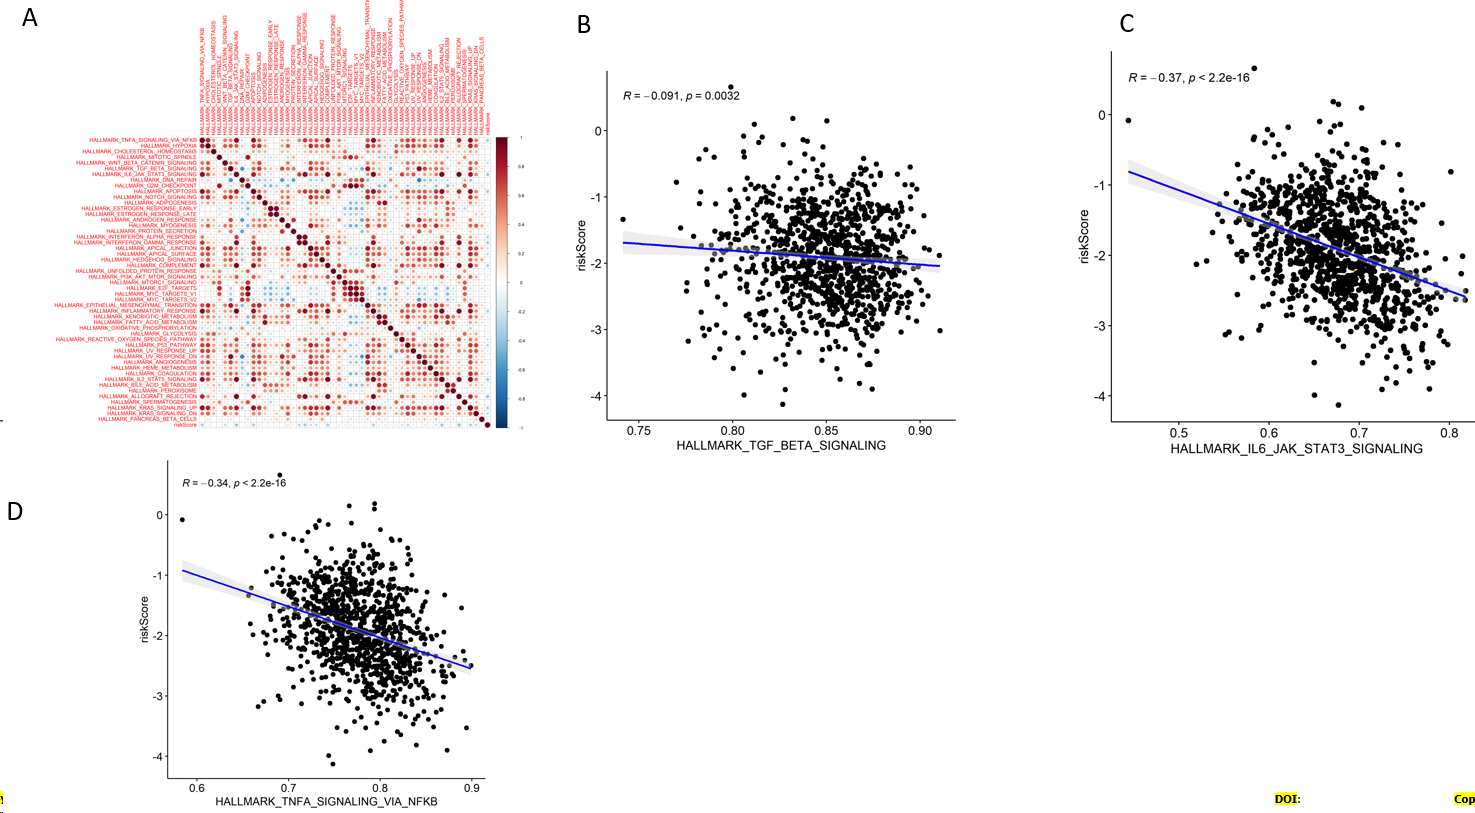 A
B
C
D
HALLMARK_TNFA_SIGNALING_VIA_NFKB
HALLMARK_HYPOXIA
HALLMARK_CHOLESTEROL_HOMEOSTASIS
HALLMARK_MITOTIC_SPINDLE
HALLMARK_WNT_BETA_CATENIN_SIGNALING
HALLMARK_TGF_BETA_SIGNALING
HALLMARK_IL6_JAK_STAT3_SIGNALING
HALLMARK_DNA_REPAIR
HALLMARK_G2M_CHECKPOINT
HALLMARK_APOPTOSIS
HALLMARK_NOTCH_SIGNALING
HALLMARK_ADIPOGENESIS
HALLMARK_ESTROGEN_RESPONSE_EARLY
HALLMARK_ESTROGEN_RESPONSE_LATE
HALLMARK_ANDROGEN_RESPONSE
HALLMARK_MYOGENESIS
HALLMARK_PROTEIN_SECRETION
HALLMARK_INTERFERON_ALPHA_RESPONSE
HALLMARK_INTERFERON_GAMMA_RESPONSE
HALLMARK_APICAL_JUNCTION
HALLMARK_APICAL_SURFACE
HALLMARK_HEDGEHOG_SIGNALING
HALLMARK_COMPLEMENT
HALLMARK_UNFOLDED_PROTEIN_RESPONSE
HALLMARK_PI3K_AKT_MTOR_SIGNALING
HALLMARK_MTORC1_SIGNALING
HALLMARK_E2F_TARGETS
HALLMARK_MYC_TARGETS_V1
HALLMARK_MYC_TARGETS_V2
HALLMARK_EPITHELIAL_MESENCHYMAL_TRANSITION
HALLMARK_INFLAMMATORY_RESPONSE
HALLMARK_XENOBIOTIC_METABOLISM
HALLMARK_FATTY_ACID_METABOLISM
HALLMARK_OXIDATIVE_PHOSPHORYLATION
HALLMARK_GLYCOLYSIS
HALLMARK_REACTIVE_OXYGEN_SPECIES_PATHWAY
HALLMARK_P53_PATHWAY
HALLMARK_UV_RESPONSE_UP
HALLMARK_UV_RESPONSE_DN
HALLMARK_ANGIOGENESIS
HALLMARK_HEME_METABOLISM
HALLMARK_COAGULATION
HALLMARK_IL2_STAT5_SIGNALING
HALLMARK_BILE_ACID_METABOLISM
HALLMARK_PEROXISOME
HALLMARK_ALLOGRAFT_REJECTION
HALLMARK_SPERMATOGENESIS
HALLMARK_KRAS_SIGNALING_UP
HALLMARK_KRAS_SIGNALING_DN
HALLMARK_PANCREAS_BETA_CELLS
riskScore
1
0.8
0.6
0.4
0.2
0
-0.2
-0.4
-0.6
-0.8
-1
R = −0.091, p = 0.0032
riskScore
0
-1
-2
-3
-4
0.75 0.80 0.85 0.90
HALLMARK_TGF_BETA_SIGNALING
R = −0.37, p < 2.2e-16
riskScore
0
-1
-2
-3
-4
0.5 0.6 0.7 0.8
HALLMARK_IL6_JAK_STAT3_SIGNALING
R = −0.34, p < 2.2e-16
riskScore
0
-1
-2
-3
-4
0.6 0.7 0.8 0.9
HALLMARK_TNFA_SIGNALING_VIA_NFKB
DOI: Cop